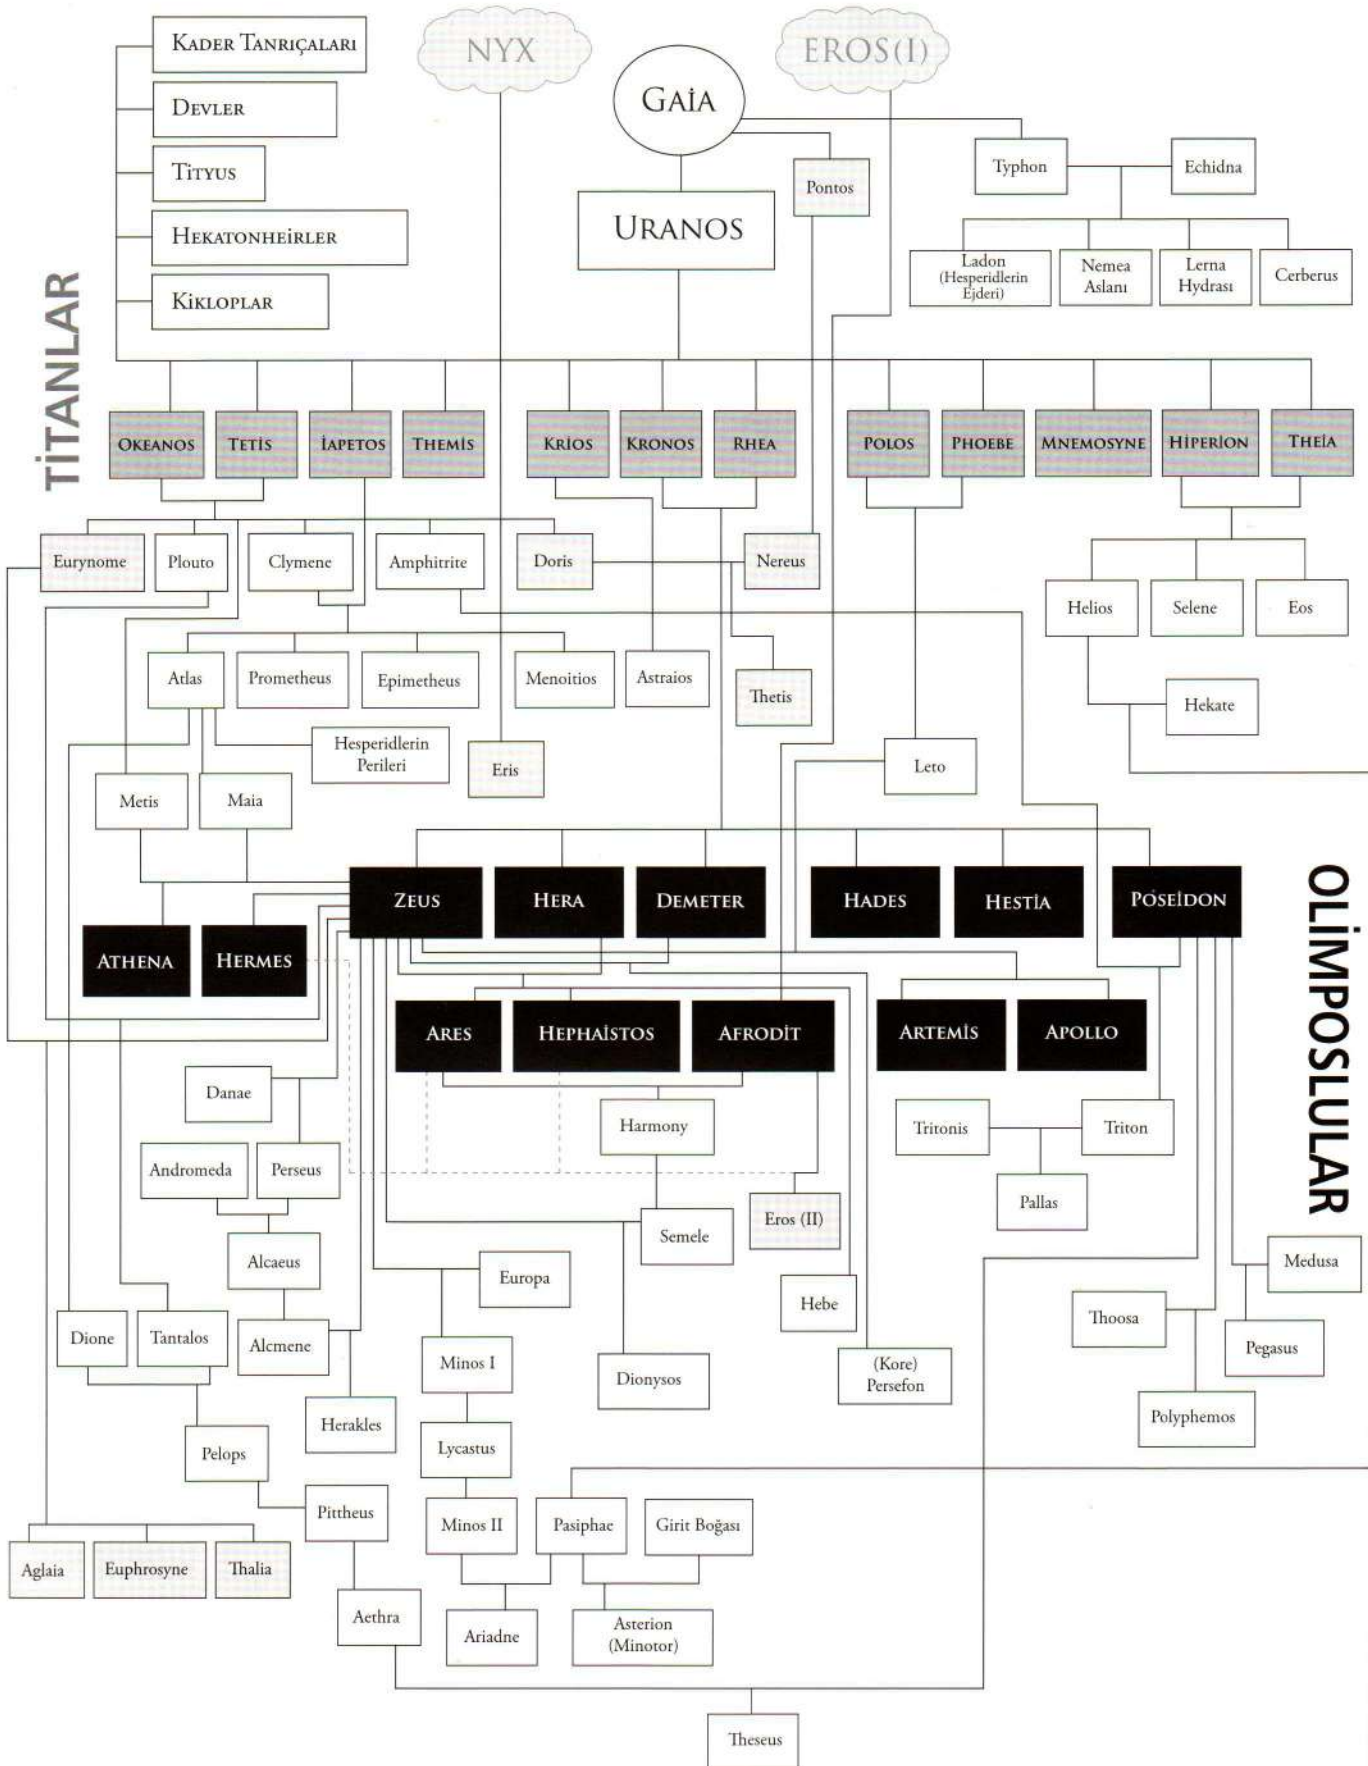 KADER TANRIÇALARI
NYX
EROS(I)
GAİA
DEVLER
TİTYUS
HEKATONHEİRLER
KİKLOPLAR
URANOS
Pontos
Typhon
Echidna
Ladon
(Hesperidlerin
Ejderi)
Nemea
Aslanı
Lerna
Hydrası
Cerberus
TİTANLAR
OKEANOS
TETİS
İAPETOS
THEMİS
KRİOS
KRONOS
RHEA
POLOS
PHOEBE
MNEMOSYNE
HİPERİON
THEİA
Eurynome
Plouto
Clymene
Amphitrite
Doris
Nereus
Helios
Selene
Eos
Atlas
Prometheus
Epimetheus
Menoitios
Astraios
Thetis
Hekate
Hesperidlerin
Perileri
Eris
Leto
Metis
Maia
OLİMPOSLULAR
ZEUS
HERA
DEMETER
HADES
HESTİA
POSEİDON
ATHENA
HERMES
ARES
HEPHAİSTOS
AFRODİT
ARTEMİS
APOLLO
Danae
Harmony
Tritonis
Triton
Andromeda
Perseus
Pallas
Eros (II)
Semele
Alcaeus
Europa
Hebe
Medusa
Thoosa
Pegasus
Dione
Tantalos
Alcmene
Minos I
Dionysos
(Kore)
Persefon
Herakles
Polyphemos
Pelops
Lycastus
Pittheus
Minos II
Pasiphae
Girit Boğası
Aglaia
Euphrosyne
Thalia
Aethra
Ariadne
Asterion
(Minotor)
Theseus